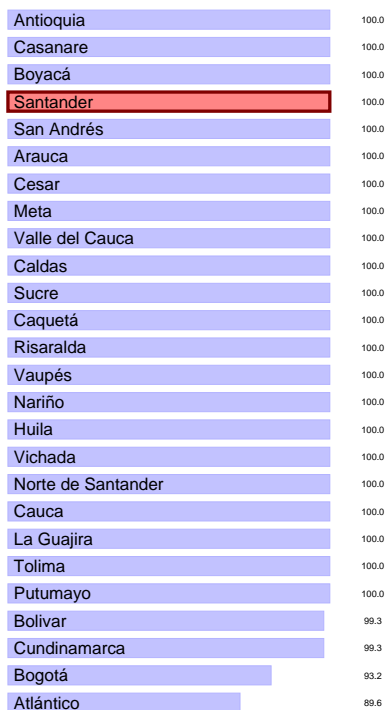 Antioquia 100.0
Casanare 100.0
Boyacá 100.0
Santander 100.0
San Andrés 100.0
Arauca 100.0
Cesar 100.0
Meta 100.0
Valle del Cauca 100.0
Caldas 100.0
Sucre 100.0
Caquetá 100.0
Risaralda 100.0
Vaupés 100.0
Nariño 100.0
Huila 100.0
Vichada 100.0
Norte de Santander 100.0
Cauca 100.0
La Guajira 100.0
Tolima 100.0
Putumayo 100.0
Bolivar 99.3
Cundinamarca 99.3
Bogotá 93.2
Atlántico 89.6